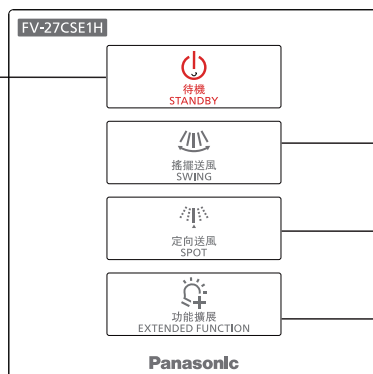 FV-27CSE1H
待機
STANDBY
搖擺送風
SWING
定向送風
SPOT
功能擴展
EXTENDED FUNCTION
Panasonic